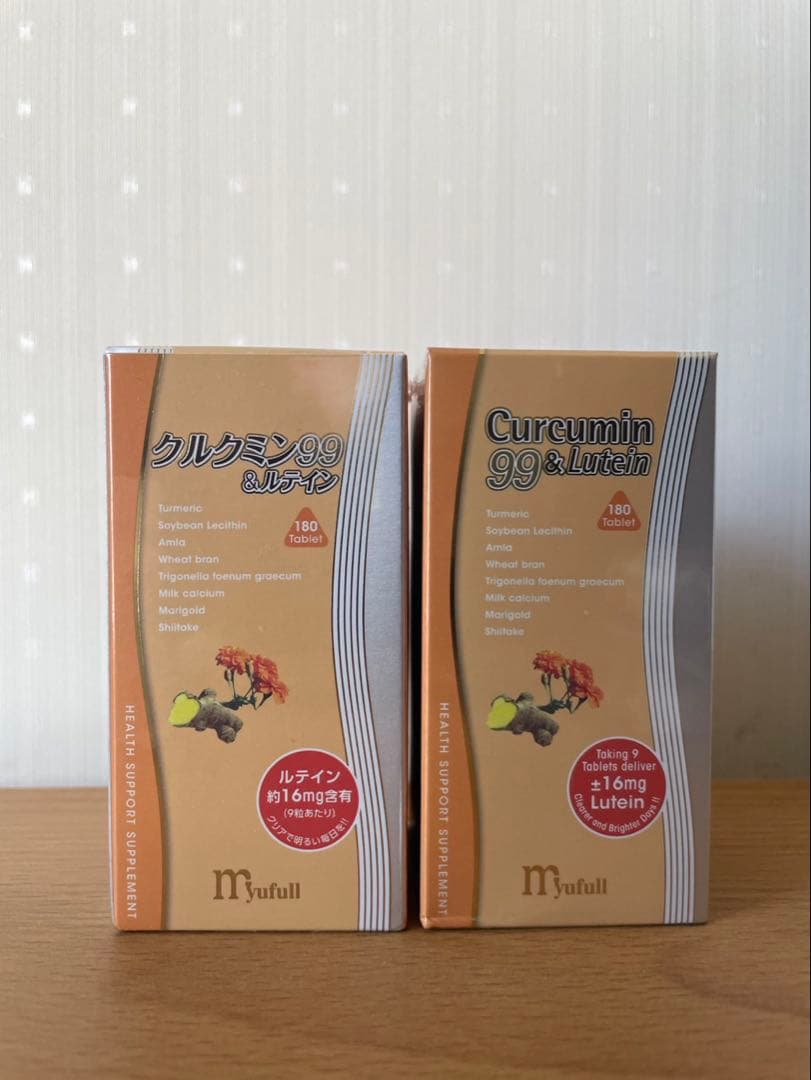 クルクミン99
&ルテイン
180
Tablet
Turmeric
Soybean Lecithin
Amla
Wheat bran
Trigonella foenum graecum
Milk calcium
Marigold
Shiitake
HEALTH SUPPORT SUPPLEMENT
ルテイン
約16mg含有
(9粒あたり)
クリアで明るい毎日を!!
myufull
Curcumin
99 & Lutein
180
Tablet
Turmeric
Soybean Lecithin
Amla
Wheat bran
Trigonella foenum graecum
Milk calcium
Marigold
Shiitake
HEALTH SUPPORT SUPPLEMENT
Taking 9
Tablets deliver
±16mg
Lutein
Clearer and Brighter Days!!
myufull